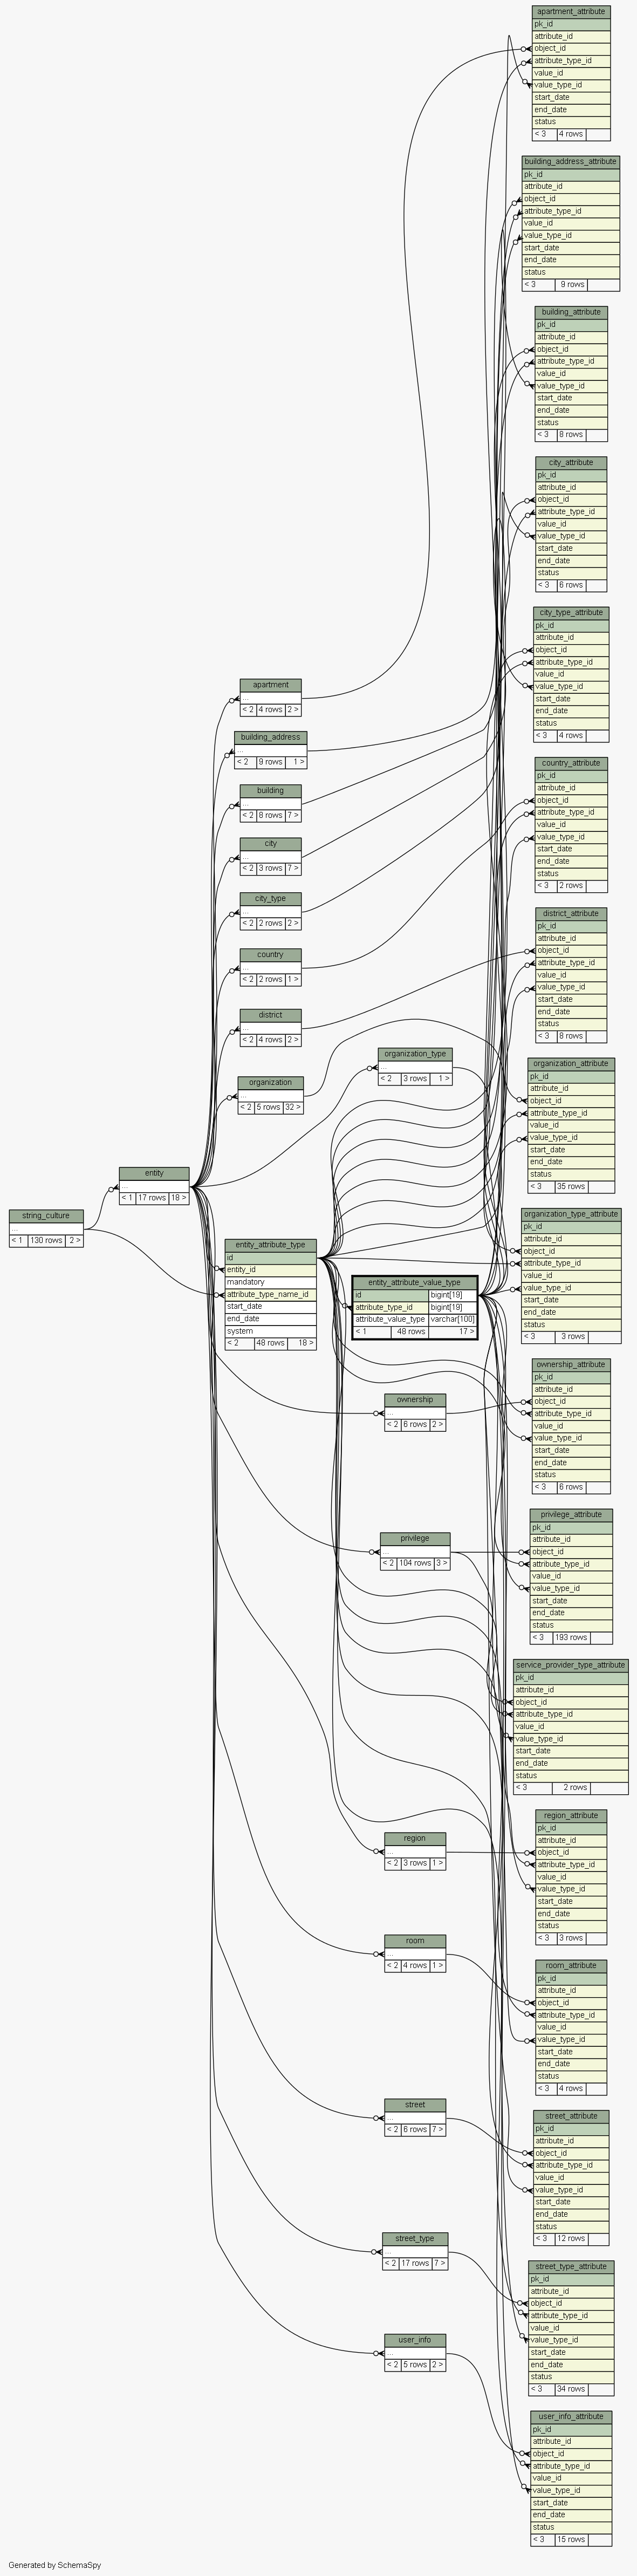 apartment_attribute
pk_id
attribute_id
object_id
attribute_type_id
value_id
value_type_id
start_date
end_date
status
< 3 4 rows
building_address_attribute
pk_id
attribute_id
object_id
attribute_type_id
value_id
value_type_id
start_date
end_date
status
< 3 9 rows
building_attribute
pk_id
attribute_id
object_id
attribute_type_id
value_id
value_type_id
start_date
end_date
status
< 3 8 rows
city_attribute
pk_id
attribute_id
object_id
attribute_type_id
value_id
value_type_id
start_date
end_date
status
< 3 6 rows
city_type_attribute
pk_id
attribute_id
object_id
attribute_type_id
value_id
value_type_id
start_date
end_date
status
< 3 4 rows
country_attribute
pk_id
attribute_id
object_id
attribute_type_id
value_id
value_type_id
start_date
end_date
status
< 3 2 rows
district_attribute
pk_id
attribute_id
object_id
attribute_type_id
value_id
value_type_id
start_date
end_date
status
< 3 8 rows
organization_attribute
pk_id
attribute_id
object_id
attribute_type_id
value_id
value_type_id
start_date
end_date
status
< 3 35 rows
organization_type_attribute
pk_id
attribute_id
object_id
attribute_type_id
value_id
value_type_id
start_date
end_date
status
< 3 3 rows
ownership_attribute
pk_id
attribute_id
object_id
attribute_type_id
value_id
value_type_id
start_date
end_date
status
< 3 6 rows
privilege_attribute
pk_id
attribute_id
object_id
attribute_type_id
value_id
value_type_id
start_date
end_date
status
< 3 193 rows
service_provider_type_attribute
pk_id
attribute_id
object_id
attribute_type_id
value_id
value_type_id
start_date
end_date
status
< 3 2 rows
region_attribute
pk_id
attribute_id
object_id
attribute_type_id
value_id
value_type_id
start_date
end_date
status
< 3 3 rows
room_attribute
pk_id
attribute_id
object_id
attribute_type_id
value_id
value_type_id
start_date
end_date
status
< 3 4 rows
street_attribute
pk_id
attribute_id
object_id
attribute_type_id
value_id
value_type_id
start_date
end_date
status
< 3 12 rows
street_type_attribute
pk_id
attribute_id
object_id
attribute_type_id
value_id
value_type_id
start_date
end_date
status
< 3 34 rows
user_info_attribute
pk_id
attribute_id
object_id
attribute_type_id
value_id
value_type_id
start_date
end_date
status
< 3 15 rows
apartment
...
< 2 4 rows 2 >
building_address
...
< 2 9 rows 1 >
building
...
< 2 8 rows 7 >
city
...
< 2 3 rows 7 >
city_type
...
< 2 2 rows 2 >
country
...
< 2 2 rows 1 >
district
...
< 2 4 rows 2 >
organization
...
< 2 5 rows 32 >
organization_type
...
< 2 3 rows 1 >
entity
...
< 1 17 rows 18 >
string_culture
...
< 1 130 rows 2 >
entity_attribute_type
id
entity_id
mandatory
attribute_type_name_id
start_date
end_date
system
< 2 48 rows 18 >
entity_attribute_value_type
id bigint[19]
attribute_type_id bigint[19]
attribute_value_type varchar[100]
< 1 48 rows 17 >
ownership
...
< 2 6 rows 2 >
privilege
...
< 2 104 rows 3 >
region
...
< 2 3 rows 1 >
room
...
< 2 4 rows 1 >
street
...
< 2 6 rows 7 >
street_type
...
< 2 17 rows 7 >
user_info
...
< 2 5 rows 2 >
Generated by SchemaSpy